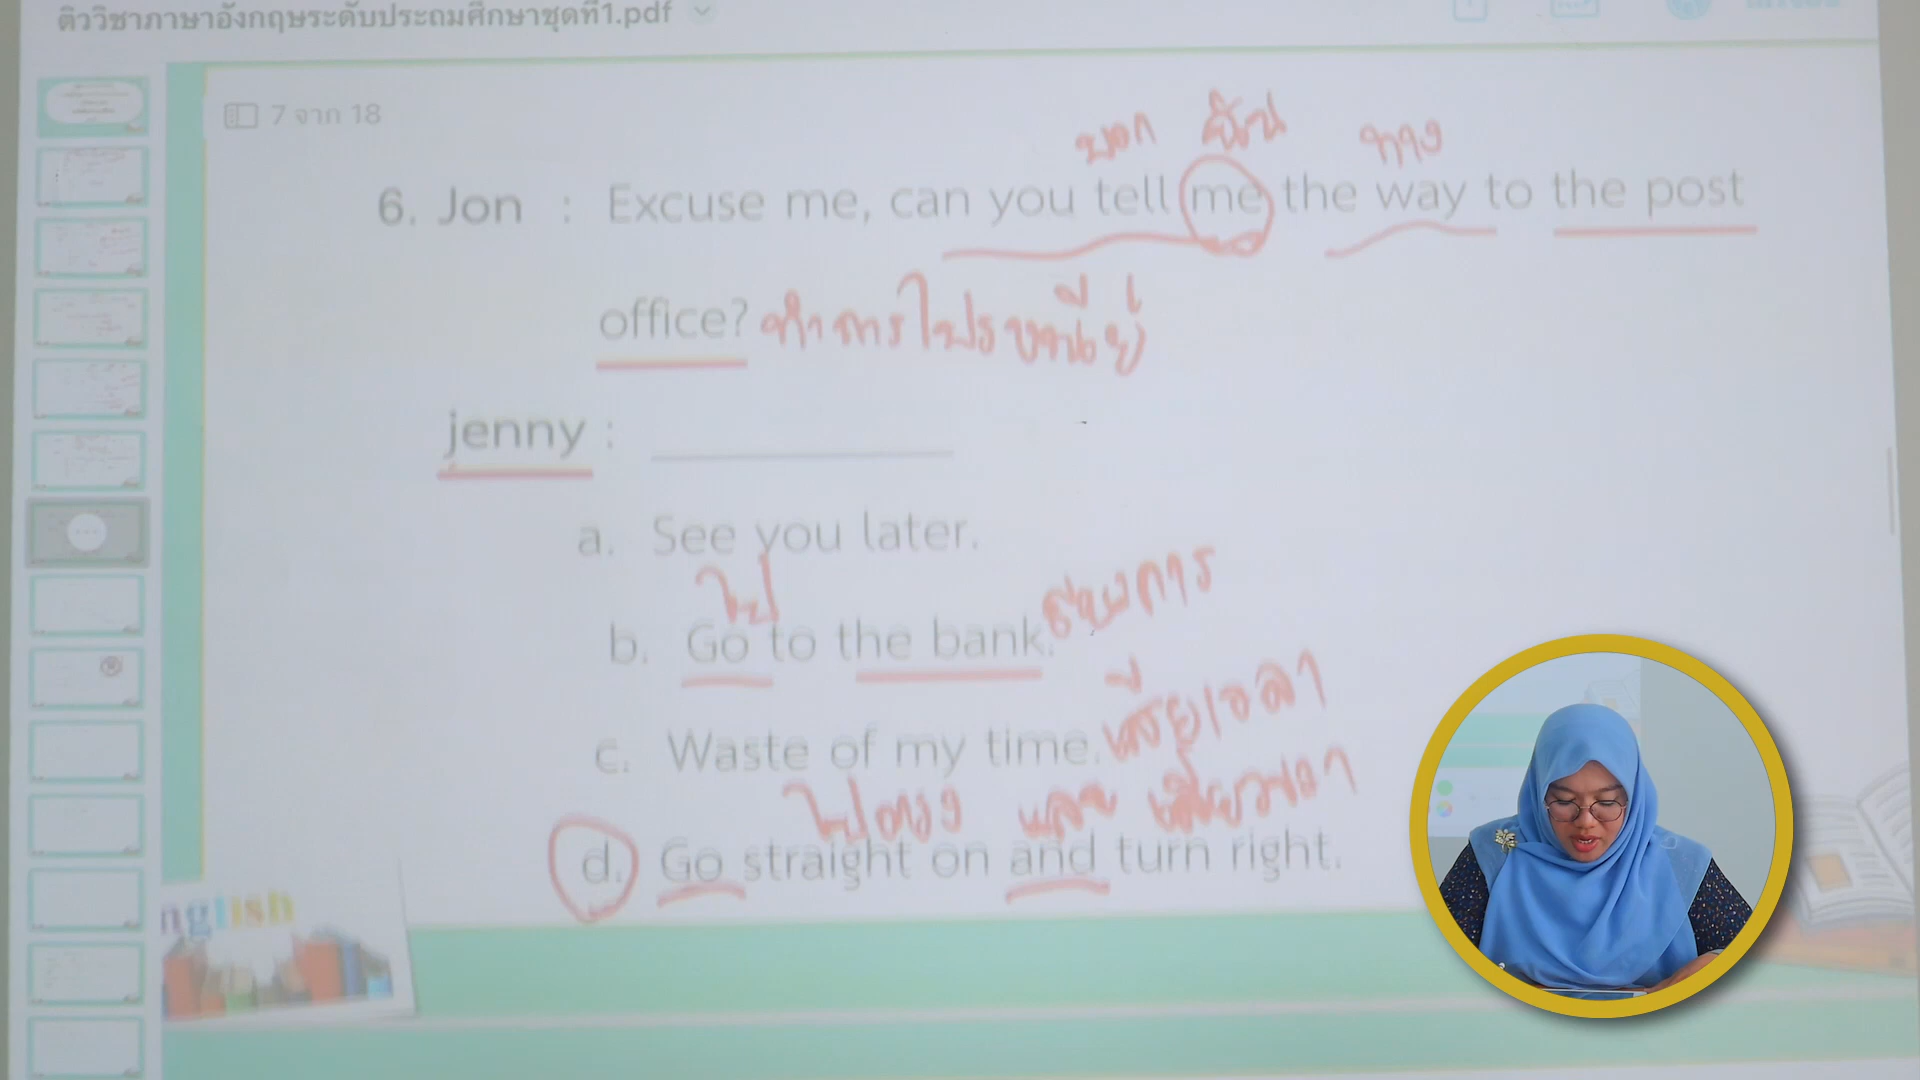 ติววิชาภาษาอังกฤษระดับประถมศึกษาชุดที่1.pdf
7 จาก 18
บอก ฉัน ทาง
6. Jon : Excuse me, can you tell me the way to the post
office? ทำการไปรษณีย์
jenny :
a. See you later.
ไป
b. Go to the bank. ธนาคาร
c. Waste of my time. เสียเวลา
ไปตรง และ เลี้ยวขวา
d. Go straight on and turn right.
nglish